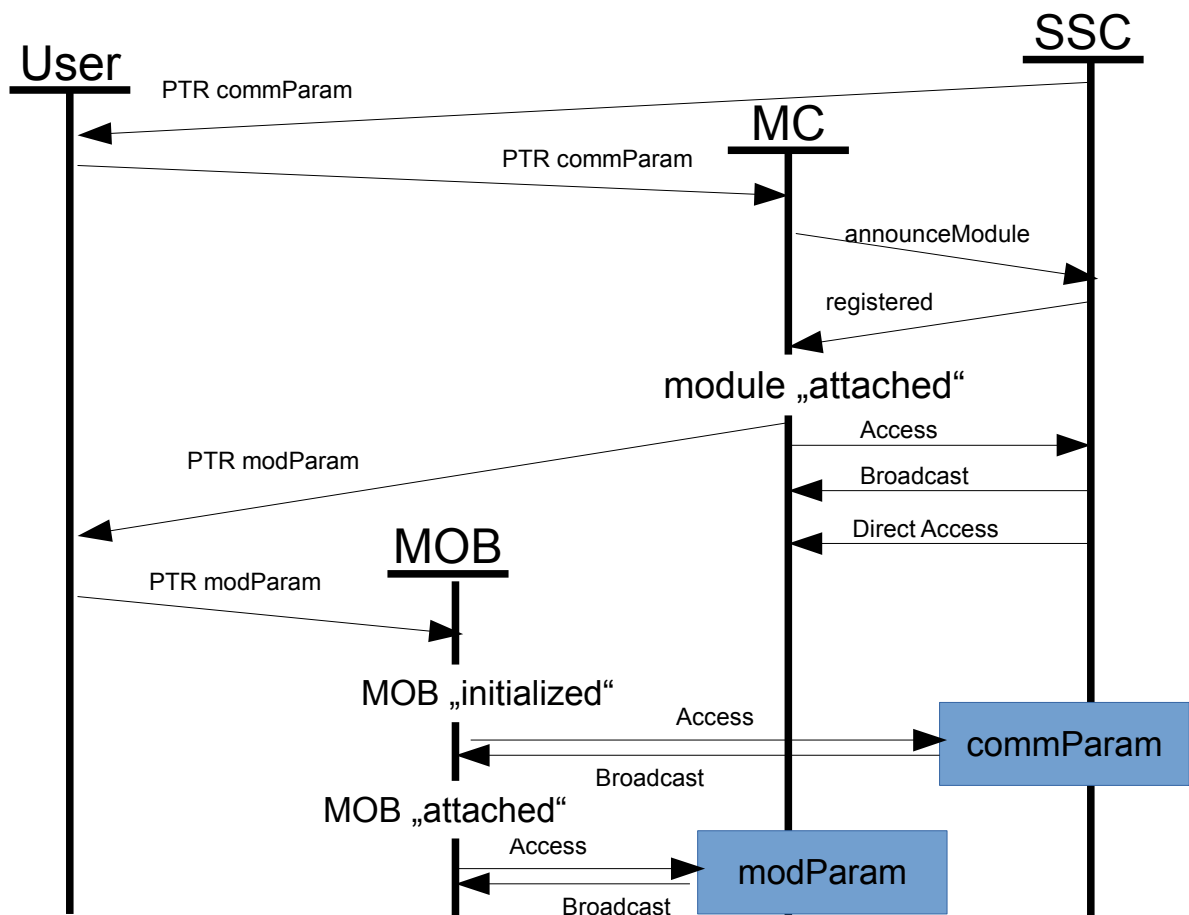 SSC
User
PTR commParam
MC
PTR commParam
announceModule
registered
module „attached“
Access
PTR modParam
Broadcast
Direct Access
MOB
PTR modParam
MOB „initialized“
Access
commParam
Broadcast
MOB „attached“
Access
modParam
Broadcast